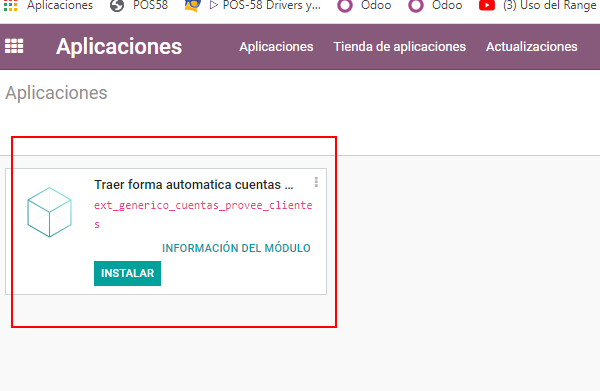 Aplicaciones POS58 POS-58 Drivers y... Odoo Odoo (3) Uso del Range
Aplicaciones Aplicaciones Tienda de aplicaciones Actualizaciones
Aplicaciones
Traer forma automatica cuentas ...
ext_generico_cuentas_provee_cliente
s
INFORMACIÓN DEL MÓDULO
INSTALAR